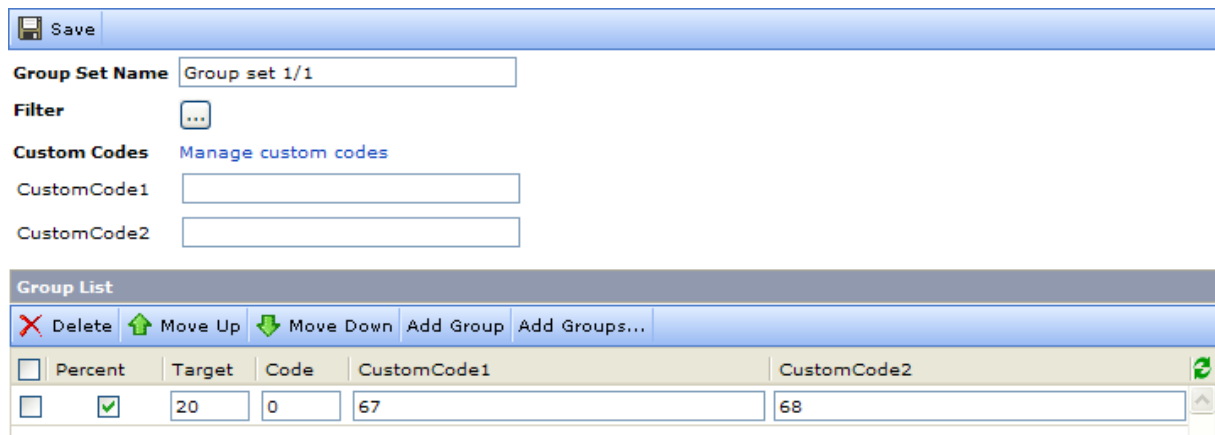 Save
Group Set Name Group set 1/1
Filter ...
Custom Codes Manage custom codes
CustomCode1
CustomCode2
Group List
Delete Move Up Move Down Add Group Add Groups...
Percent Target Code CustomCode1 CustomCode2
20 0 67 68